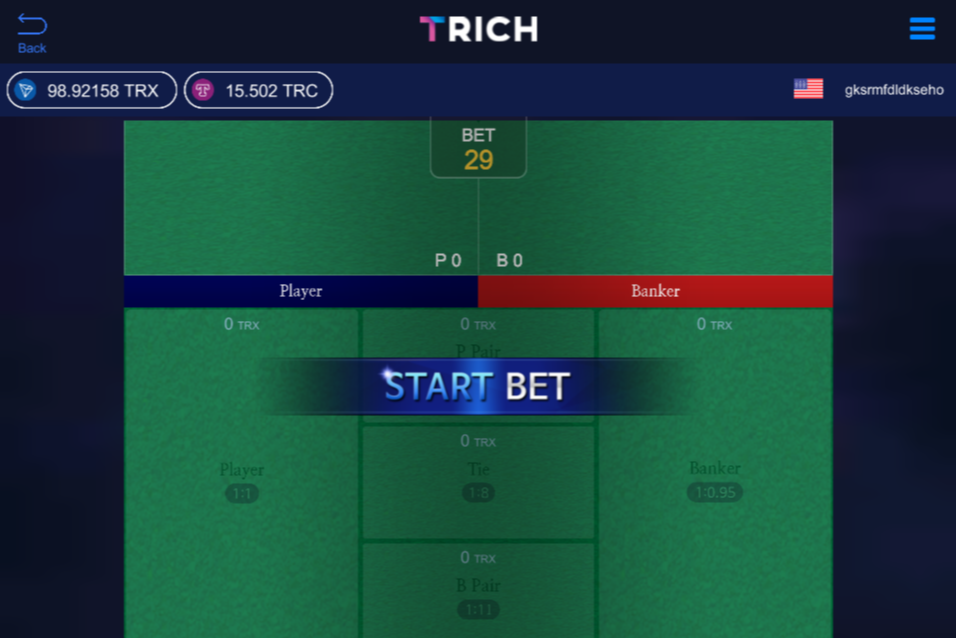 TRICH
Back
98.92158 TRX
15.502 TRC
gksrmfdldkseho
BET
29
P 0
B 0
Player
Banker
0 TRX
0 TRX
0 TRX
P Pair
START BET
0 TRX
Player
Tie
Banker
1:1
1:8
1:0.95
0 TRX
B Pair
1:11